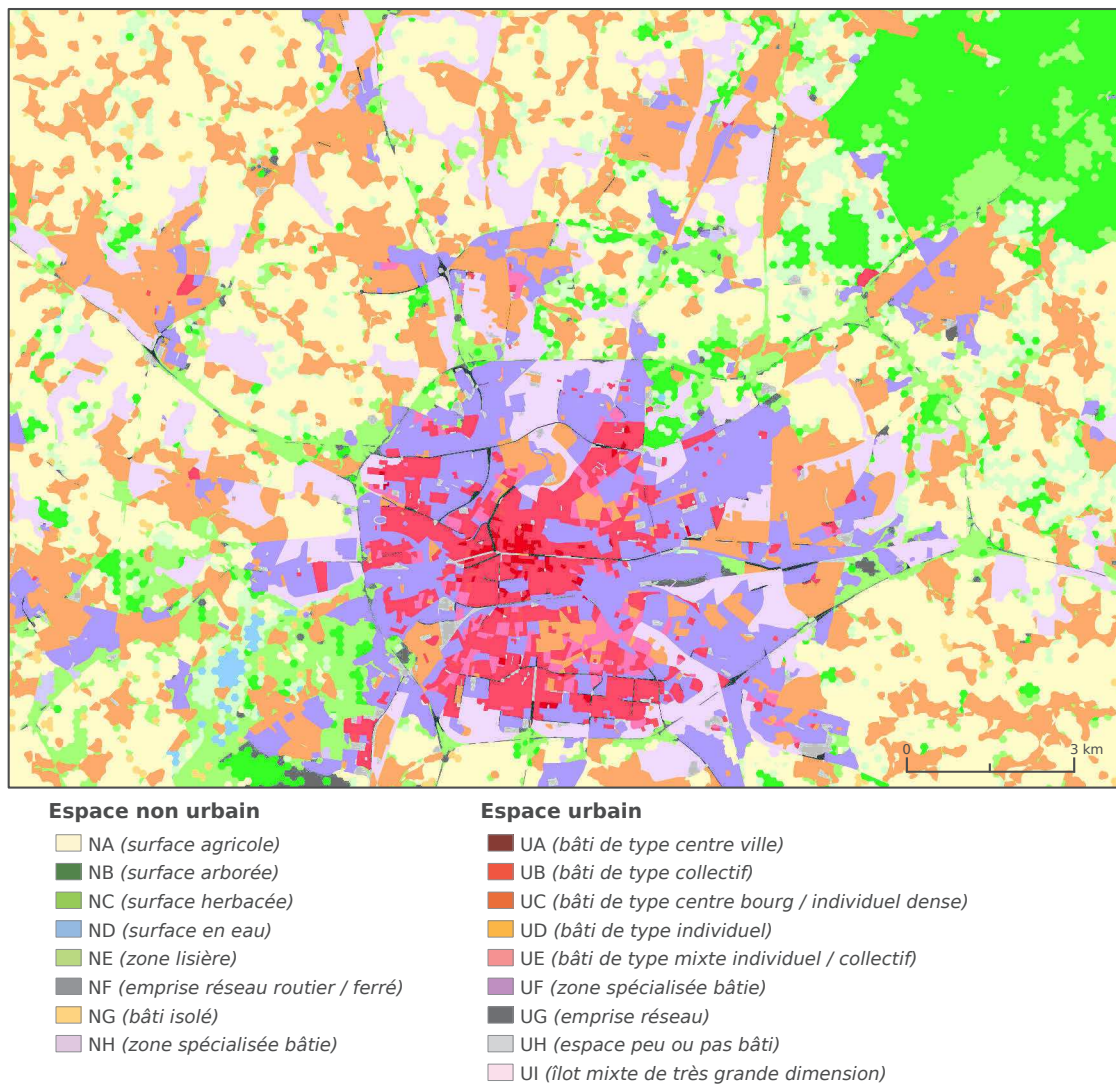 0
3 km
Espace non urbain
NA (surface agricole)
NB (surface arborée)
NC (surface herbacée)
ND (surface en eau)
NE (zone lisière)
NF (emprise réseau routier / ferré)
NG (bâti isolé)
NH (zone spécialisée bâtie)
Espace urbain
UA (bâti de type centre ville)
UB (bâti de type collectif)
UC (bâti de type centre bourg / individuel dense)
UD (bâti de type individuel)
UE (bâti de type mixte individuel / collectif)
UF (zone spécialisée bâtie)
UG (emprise réseau)
UH (espace peu ou pas bâti)
UI (îlot mixte de très grande dimension)